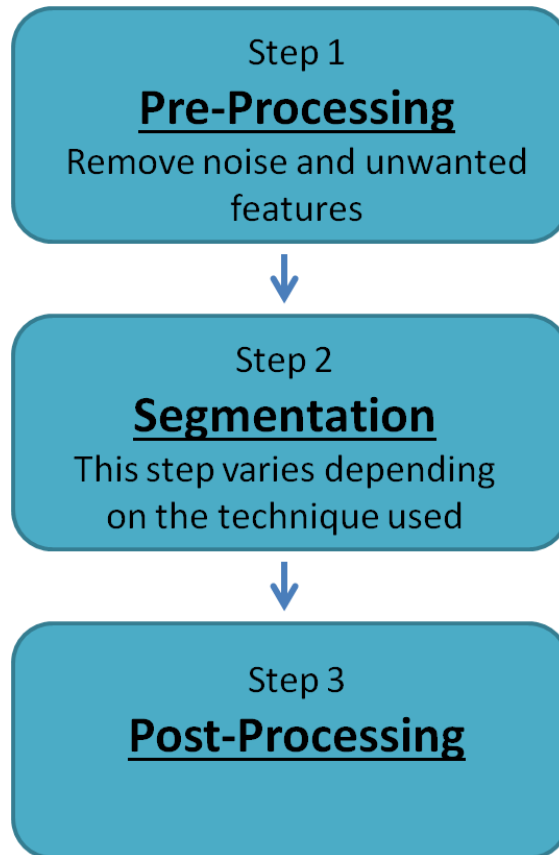 Step 1
Pre-Processing
Remove noise and unwanted
features
Step 2
Segmentation
This step varies depending
on the technique used
Step 3
Post-Processing